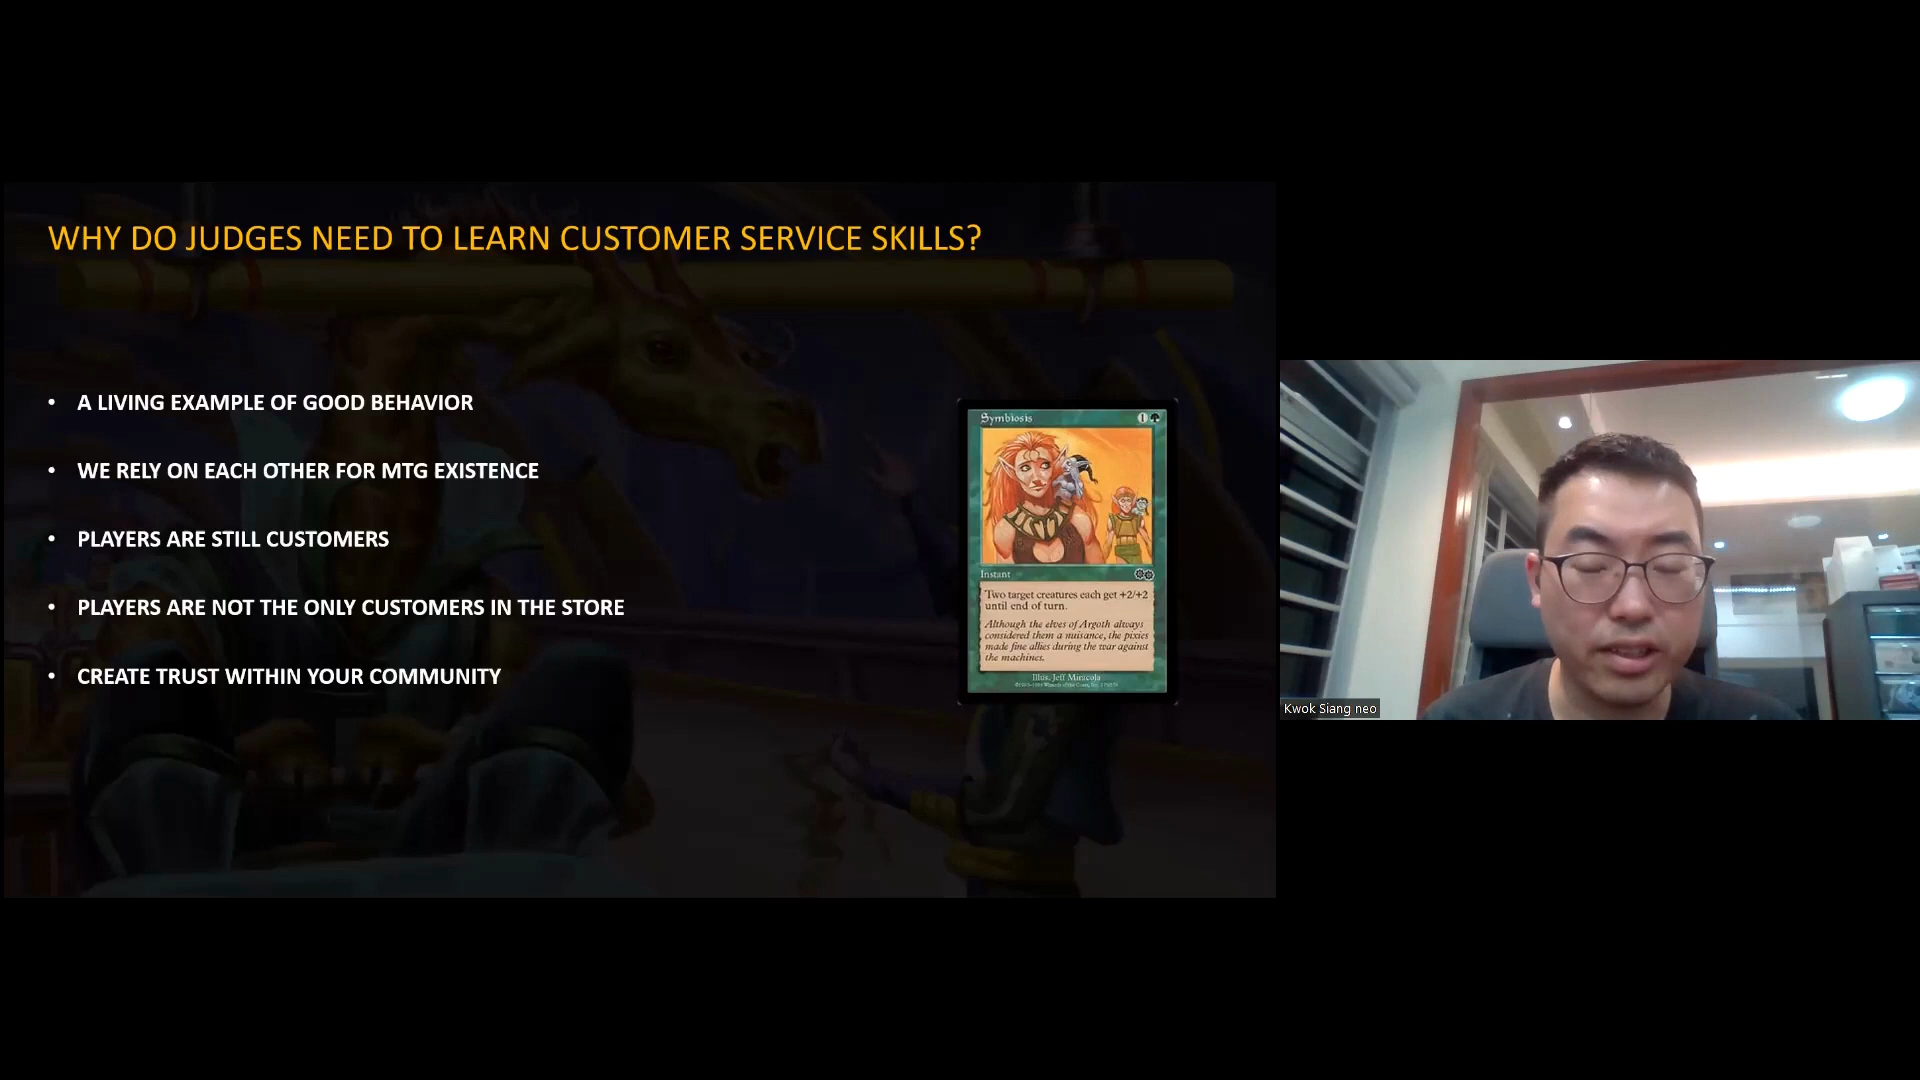 WHY DO JUDGES NEED TO LEARN CUSTOMER SERVICE SKILLS?
• A LIVING EXAMPLE OF GOOD BEHAVIOR
• WE RELY ON EACH OTHER FOR MTG EXISTENCE
• PLAYERS ARE STILL CUSTOMERS
• PLAYERS ARE NOT THE ONLY CUSTOMERS IN THE STORE
• CREATE TRUST WITHIN YOUR COMMUNITY
Symbiosis 1
Instant
Two target creatures each get +2/+2
until end of turn.
Although the elves of Argoth always
considered them a nuisance, the pixies
made fine allies during the war against
the machines.
Illus. Jeff Miracola
Kwok Siang neo